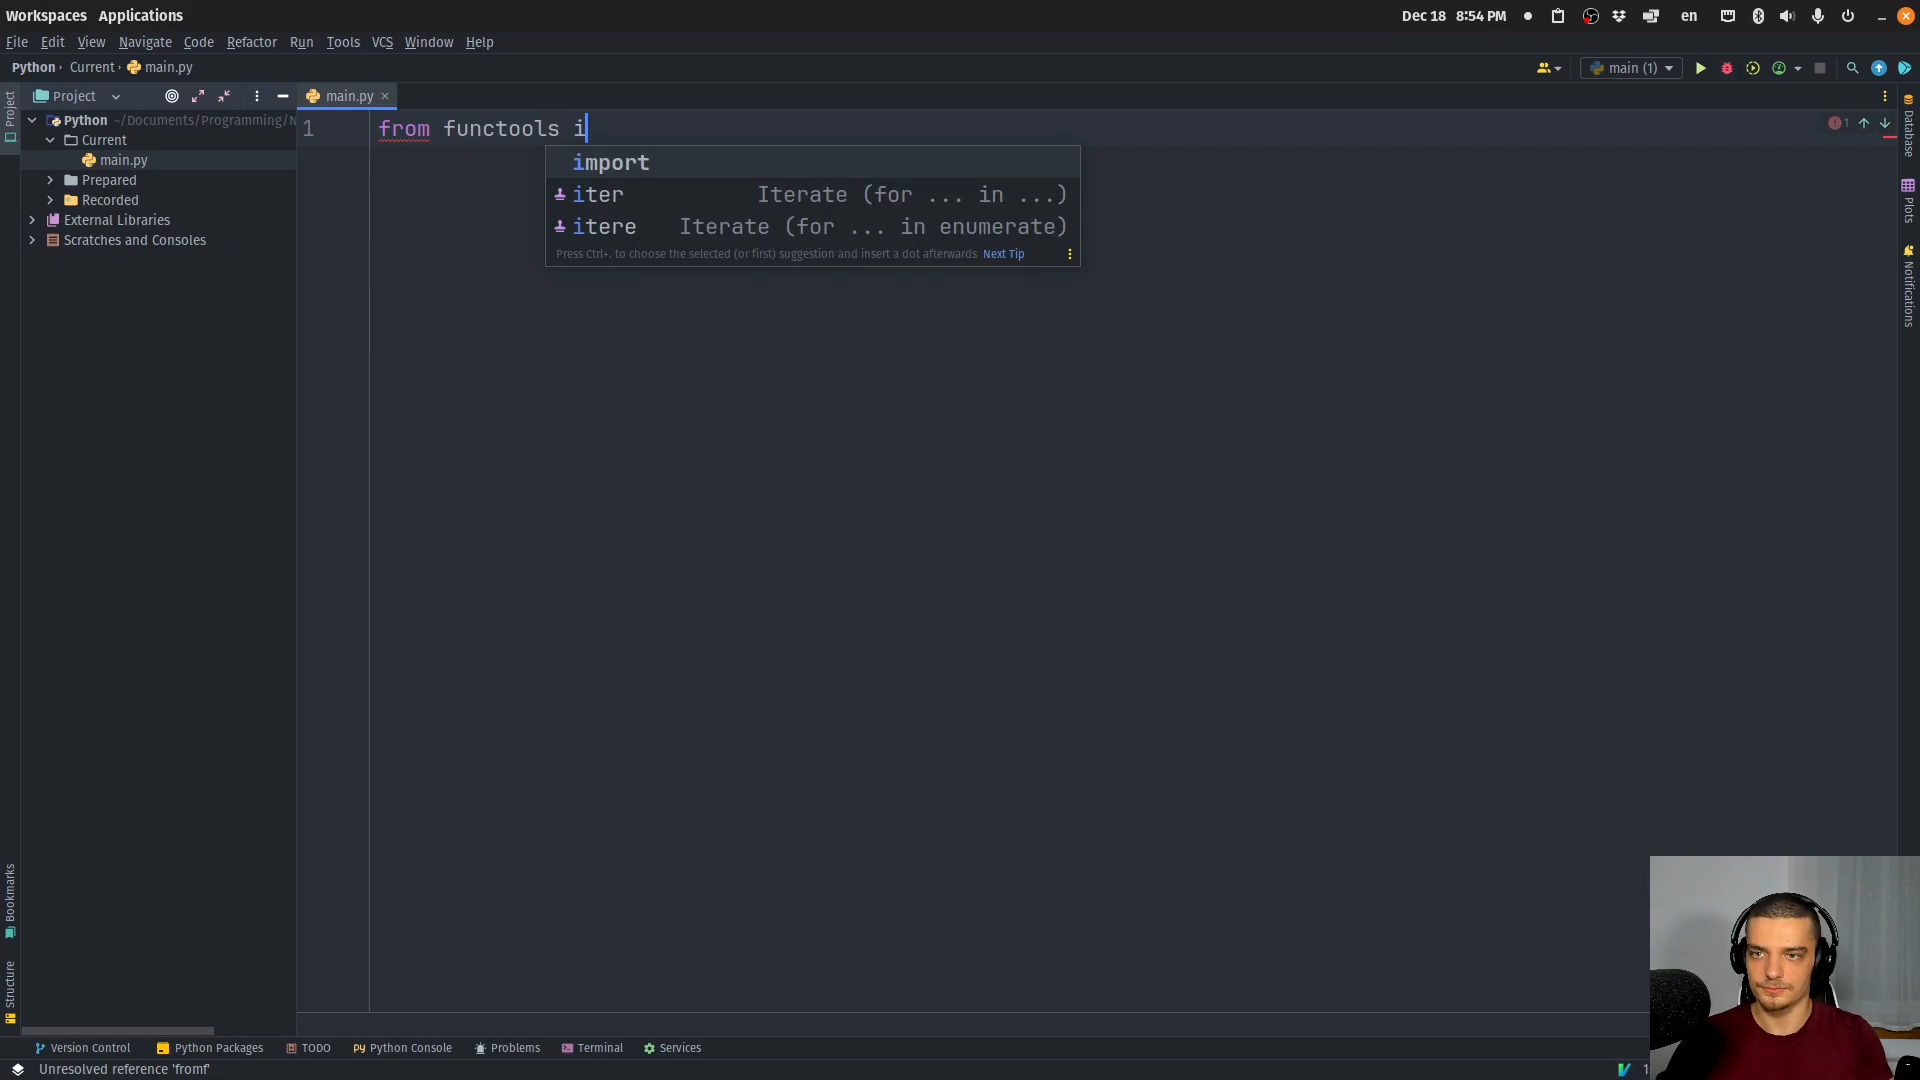 Workspaces Applications Dec 18 8:54 PM en
File Edit View Navigate Code Refactor Run Tools VCS Window Help
Python Current main.py main (1)
Project main.py
Python ~/Documents/Programming/N
Current
main.py
Prepared
Recorded
External Libraries
Scratches and Consoles
1 from functools i
1
import
iter Iterate (for ... in ...)
itere Iterate (for ... in enumerate)
Press Ctrl+. to choose the selected (or first) suggestion and insert a dot afterwards Next Tip
Project
Bookmarks
Structure
Database
Plots
Notifications
Version Control Python Packages TODO Python Console Problems Terminal Services
Unresolved reference 'fromf'